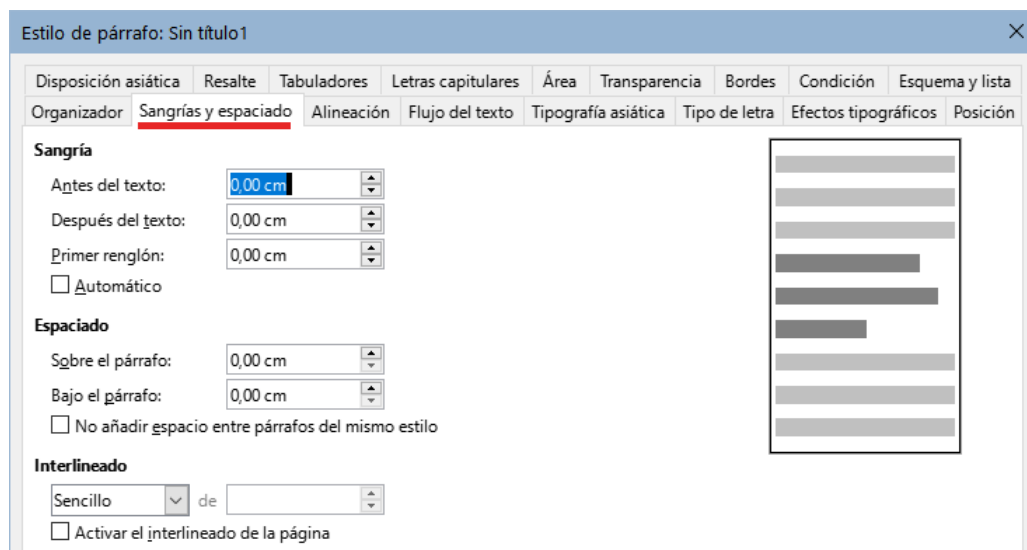 Estilo de párrafo: Sin título1
Disposición asiática Resalte Tabuladores Letras capitulares Área Transparencia Bordes Condición Esquema y lista
Organizador Sangrías y espaciado Alineación Flujo del texto Tipografía asiática Tipo de letra Efectos tipográficos Posición
Sangría
Antes del texto: 0,00 cm
Después del texto: 0,00 cm
Primer renglón: 0,00 cm
Automático
Espaciado
Sobre el párrafo: 0,00 cm
Bajo el párrafo: 0,00 cm
No añadir espacio entre párrafos del mismo estilo
Interlineado
Sencillo de
Activar el interlineado de la página